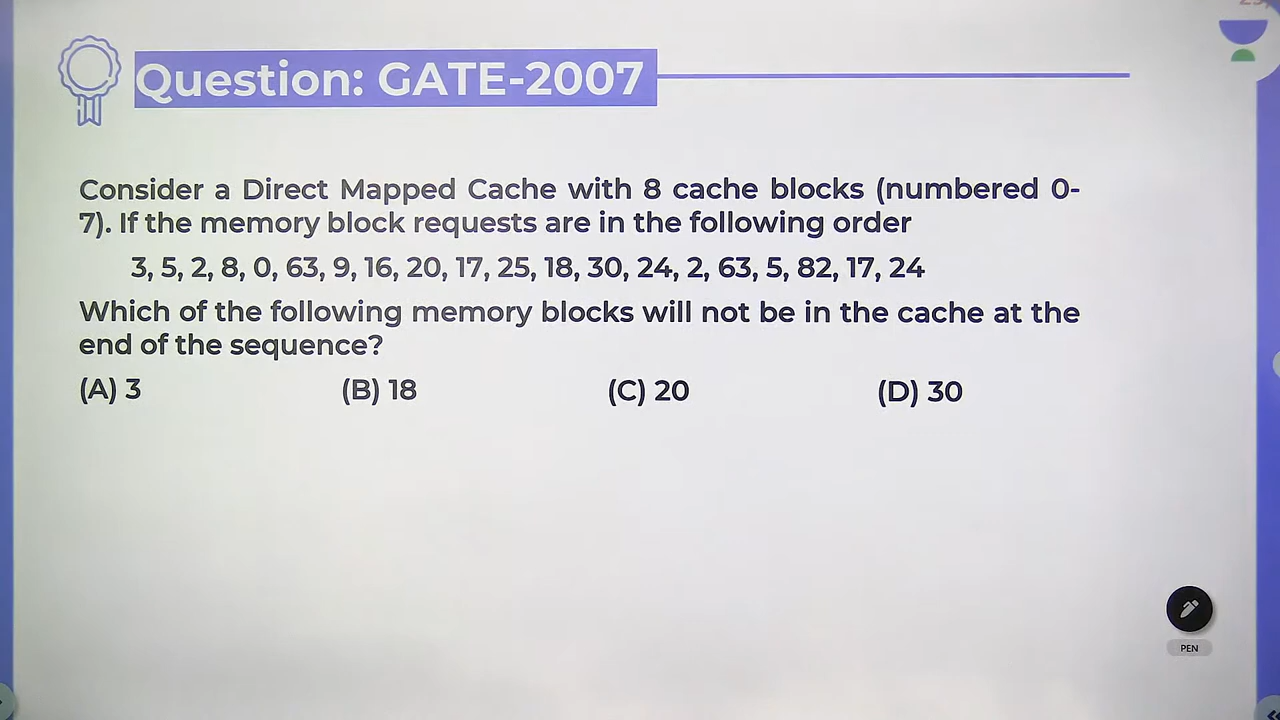 Question: GATE-2007
Consider a Direct Mapped Cache with 8 cache blocks (numbered 0-
7). If the memory block requests are in the following order
3, 5, 2, 8, 0, 63, 9, 16, 20, 17, 25, 18, 30, 24, 2, 63, 5, 82, 17, 24
Which of the following memory blocks will not be in the cache at the
end of the sequence?
(A) 3 (B) 18 (C) 20 (D) 30
PEN